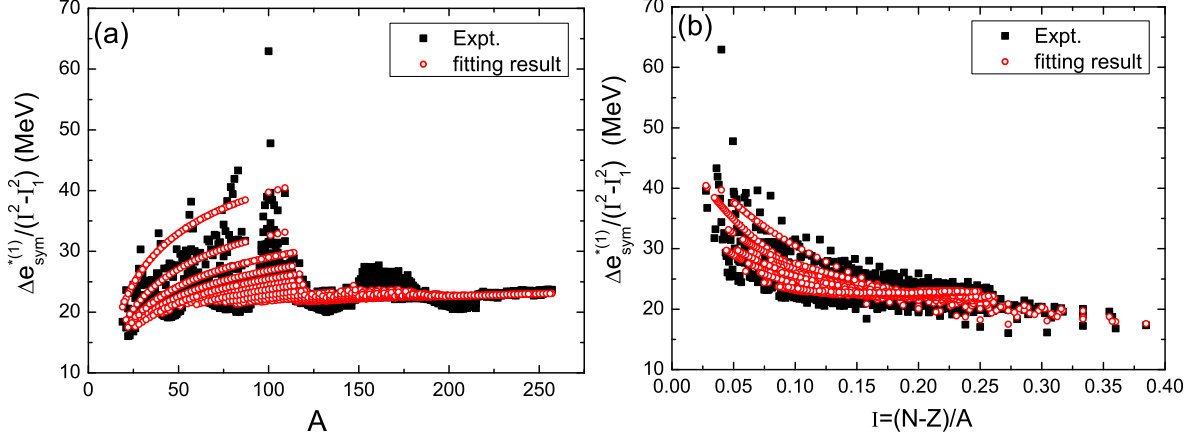 (a)
Expt.
fitting result
70
60
50
40
30
20
10
0
50
100
150
200
250
A
Δe*(1)sym/(I²-I²1) (MeV)
(b)
Expt.
fitting result
70
60
50
40
30
20
10
0.00
0.05
0.10
0.15
0.20
0.25
0.30
0.35
0.40
I=(N-Z)/A
Δe*(1)sym/(I²-I²1) (MeV)